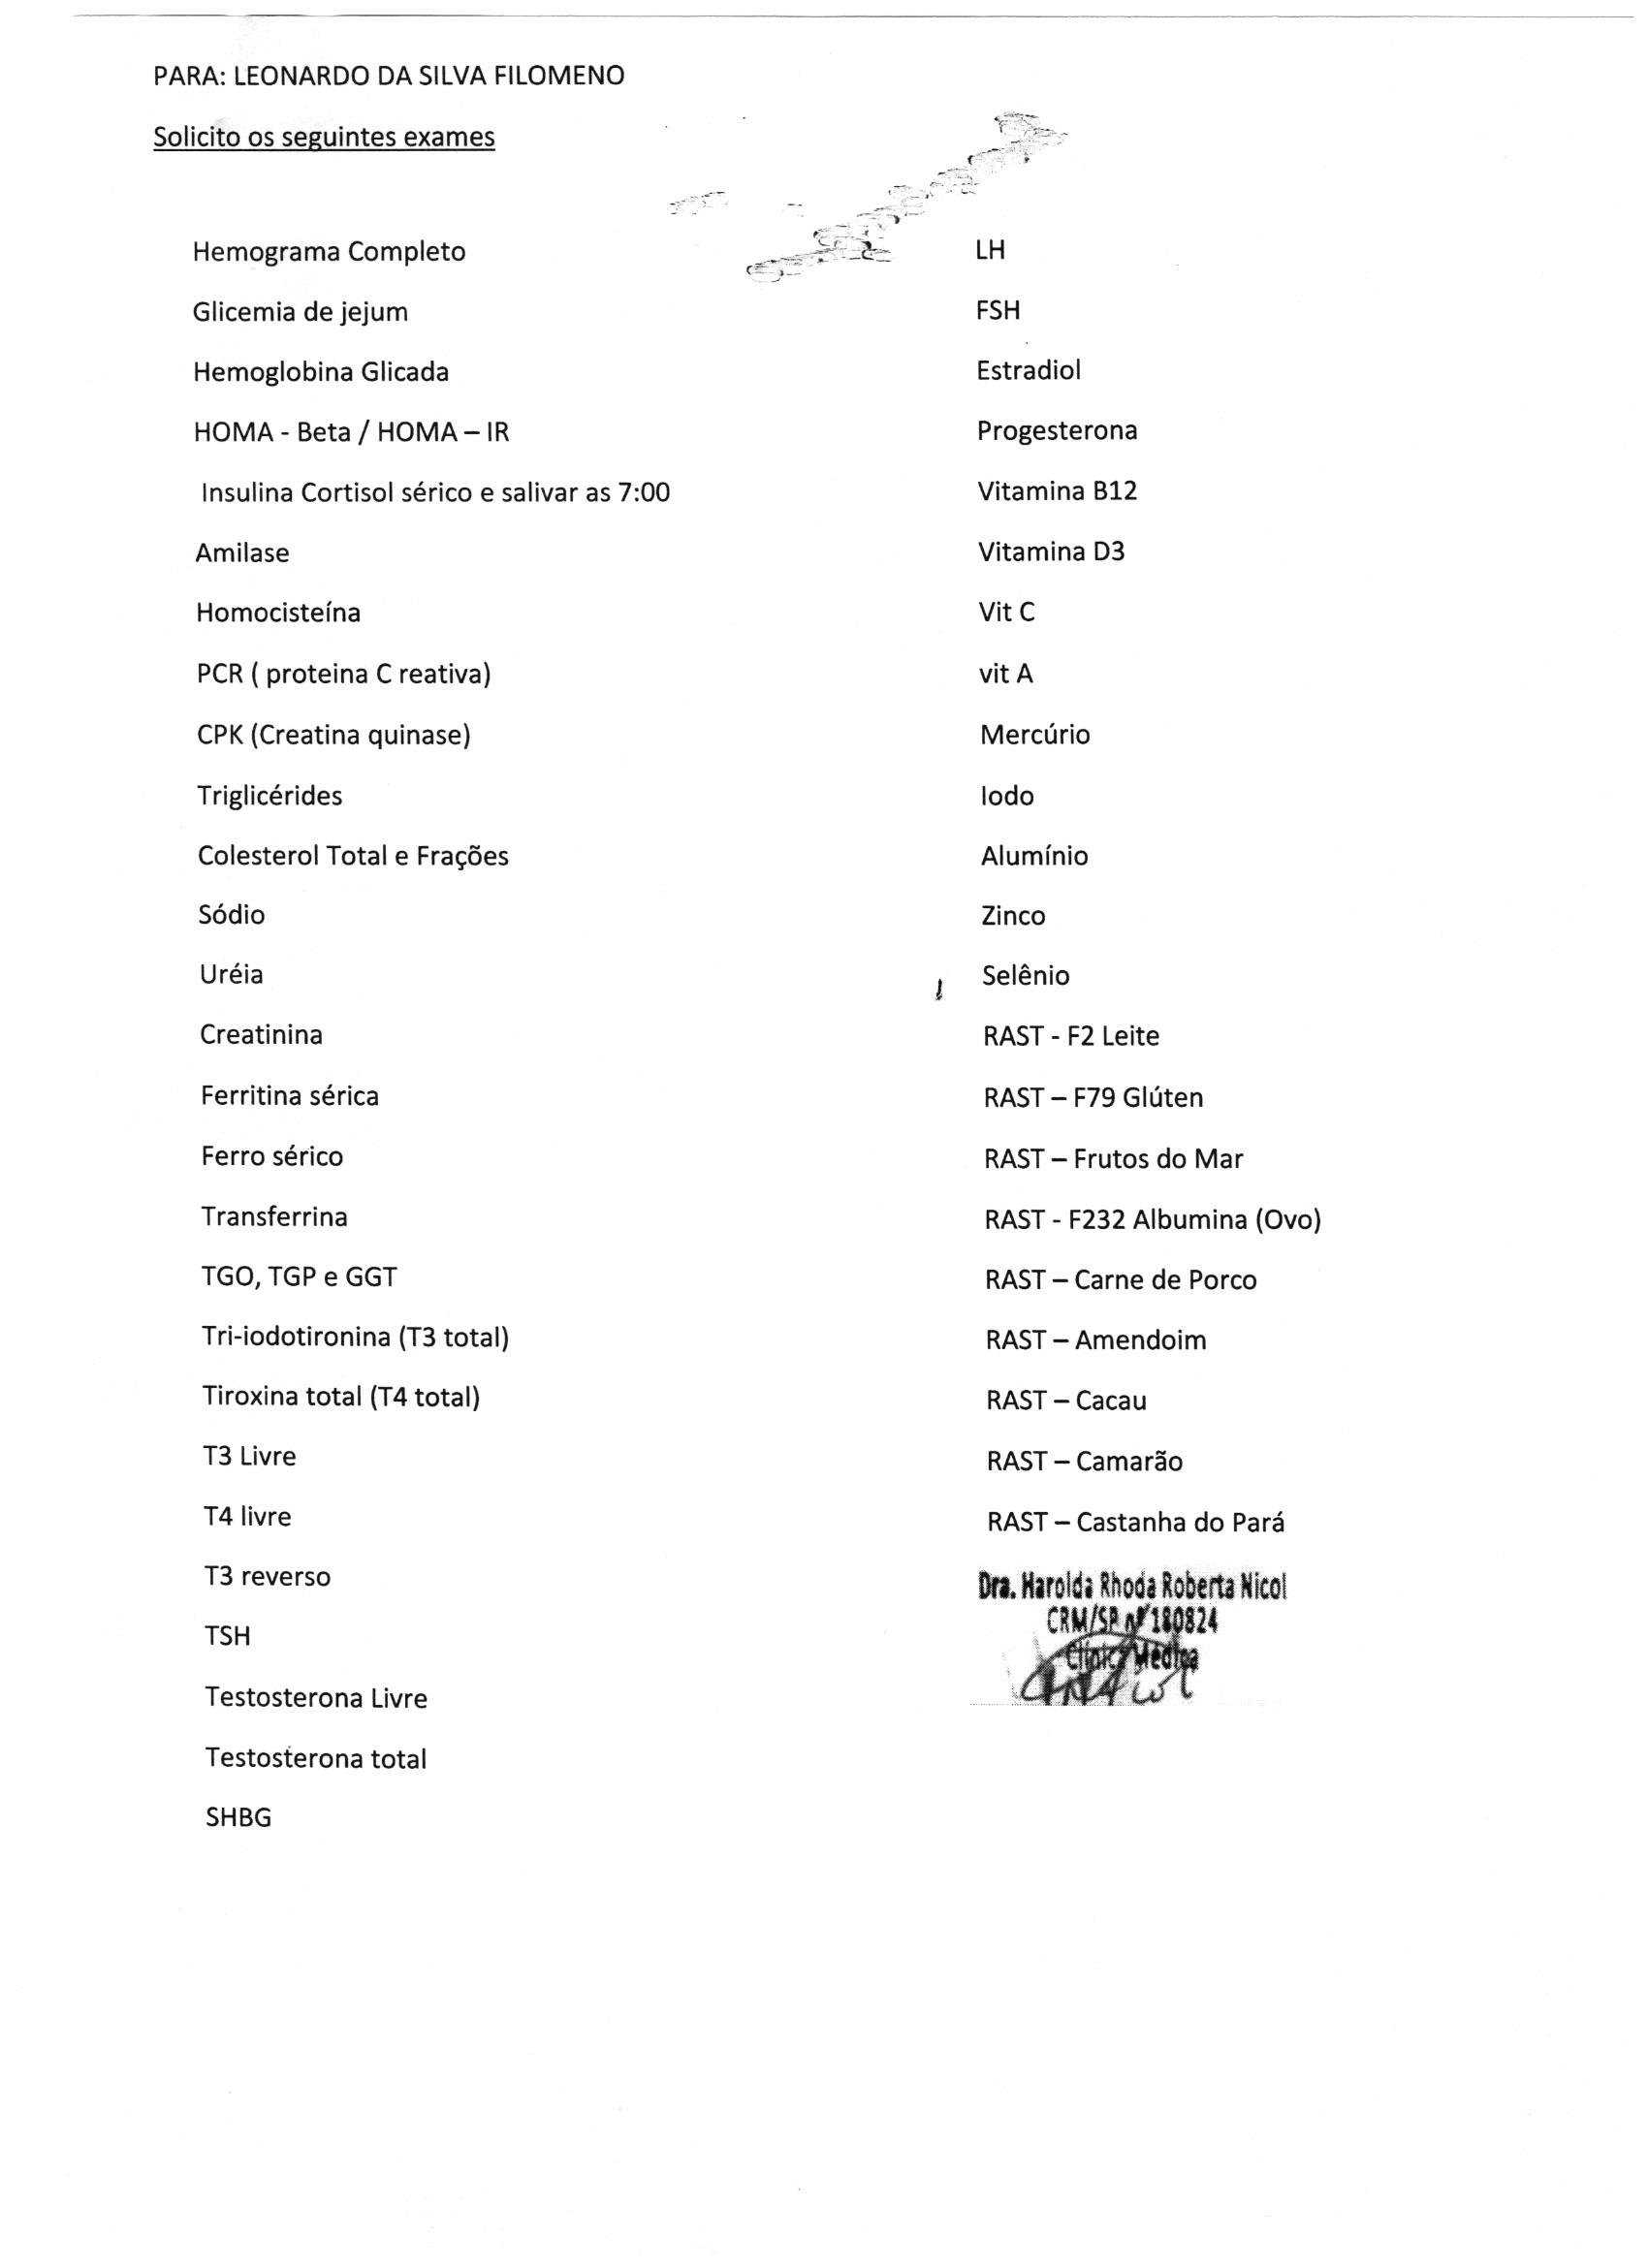 PARA: LEONARDO DA SILVA FILOMENO
Solicito os seguintes exames
Hemograma Completo
Glicemia de jejum
Hemoglobina Glicada
HOMA - Beta / HOMA – IR
Insulina Cortisol sérico e salivar as 7:00
Amilase
Homocisteína
PCR ( proteina C reativa)
CPK (Creatina quinase)
Triglicérides
Colesterol Total e Frações
Sódio
Uréia
Creatinina
Ferritina sérica
Ferro sérico
Transferrina
TGO, TGP e GGT
Tri-iodotironina (T3 total)
Tiroxina total (T4 total)
T3 Livre
T4 livre
T3 reverso
TSH
Testosterona Livre
Testosterona total
SHBG
LH
FSH
Estradiol
Progesterona
Vitamina B12
Vitamina D3
Vit C
vit A
Mercúrio
Iodo
Alumínio
Zinco
Selênio
RAST - F2 Leite
RAST – F79 Glúten
RAST – Frutos do Mar
RAST - F232 Albumina (Ovo)
RAST – Carne de Porco
RAST – Amendoim
RAST – Cacau
RAST – Camarão
RAST – Castanha do Pará
Dra. Harolda Rhoda Roberta Nicol
CRM/SP nº 180824
Clínica Médica